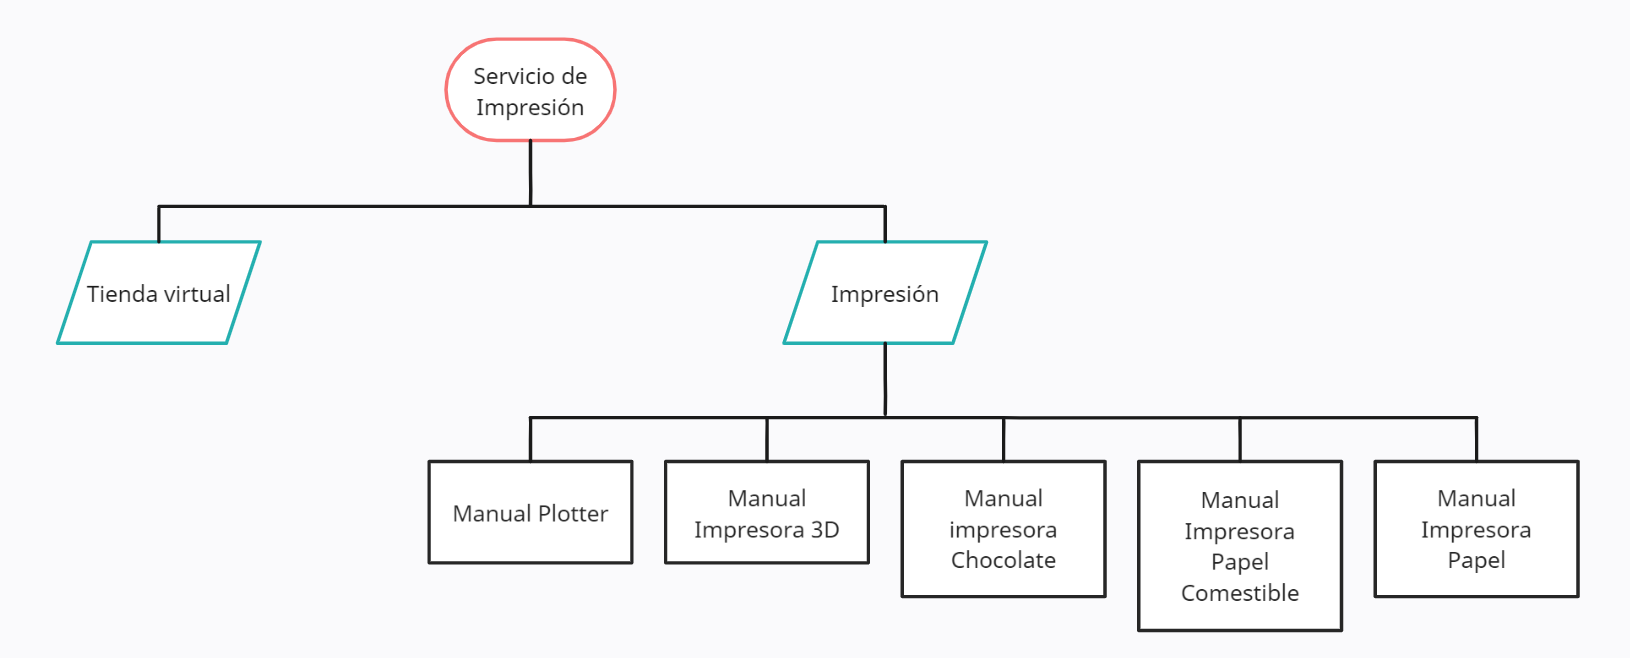 Servicio de
Impresión
Tienda virtual
Impresión
Manual Plotter
Manual
Impresora 3D
Manual
impresora
Chocolate
Manual
Impresora
Papel
Comestible
Manual
Impresora
Papel